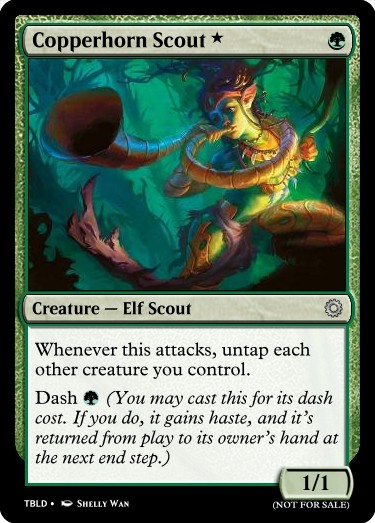 Copperhorn Scout ★
Creature — Elf Scout
Whenever this attacks, untap each
other creature you control.
Dash (You may cast this for its dash
cost. If you do, it gains haste, and it's
returned from play to its owner's hand at
the next end step.)
1/1
TBLD • Shelly Wan
(NOT FOR SALE)